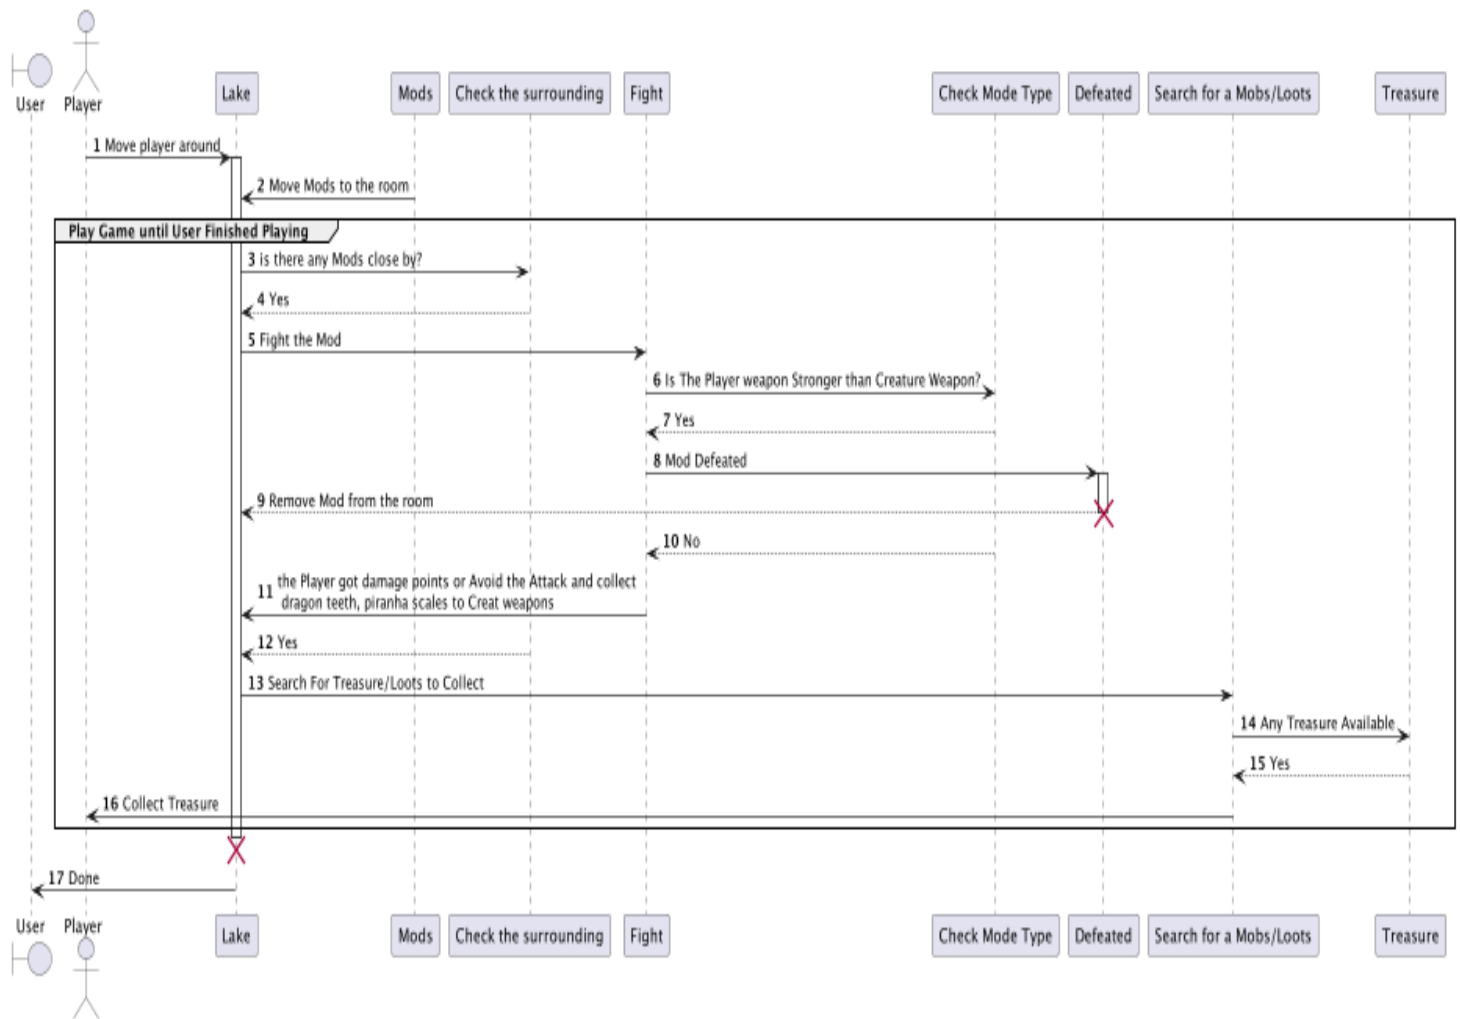 User
Player
Lake
Mods
Check the surrounding
Fight
Check Mode Type
Defeated
Search for a Mobs/Loots
Treasure
1 Move player around
2 Move Mods to the room
Play Game until User Finished Playing
3 is there any Mods close by?
4 Yes
5 Fight the Mod
6 Is The Player weapon Stronger than Creature Weapon?
7 Yes
8 Mod Defeated
9 Remove Mod from the room
10 No
11 the Player got damage points or Avoid the Attack and collect
dragon teeth, piranha scales to Creat weapons
12 Yes
13 Search For Treasure/Loots to Collect
14 Any Treasure Available
15 Yes
16 Collect Treasure
17 Done
User
Player
Lake
Mods
Check the surrounding
Fight
Check Mode Type
Defeated
Search for a Mobs/Loots
Treasure